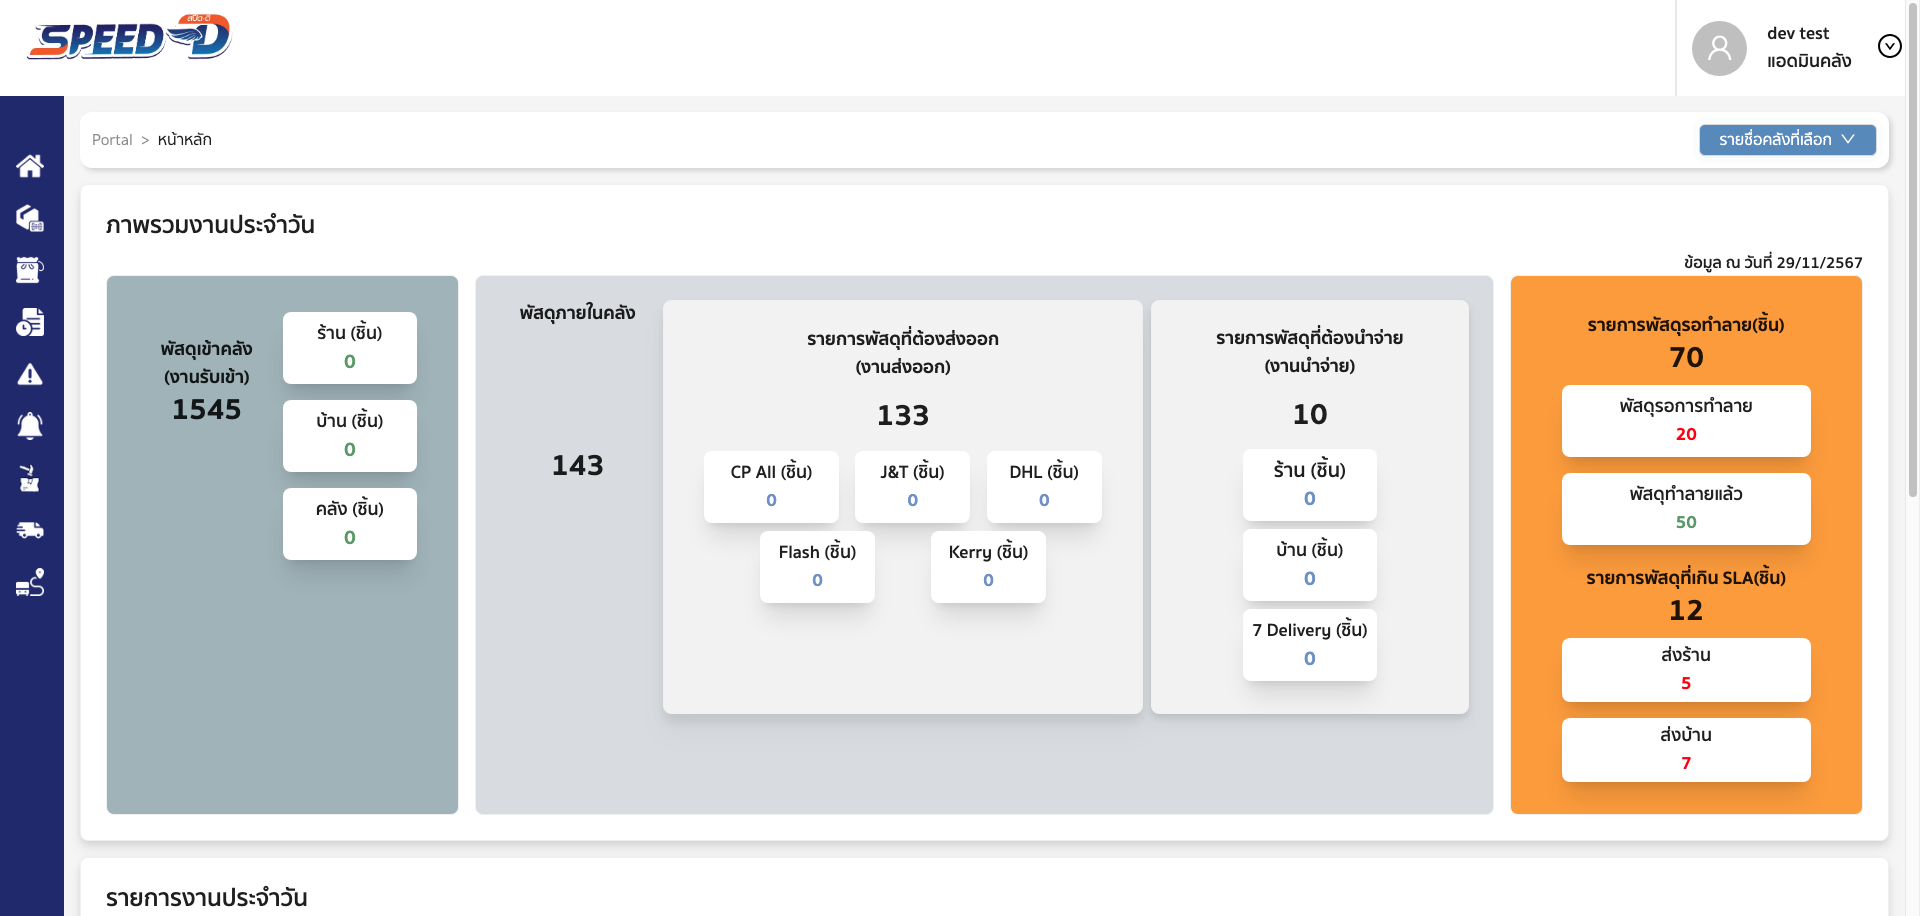 สปีด-ดี
SPEED-D
dev test
แอดมินคลัง
Portal > หน้าหลัก
รายชื่อคลังที่เลือก
ภาพรวมงานประจำวัน
ข้อมูล ณ วันที่ 29/11/2567
พัสดุเข้าคลัง
(งานรับเข้า)
1545
ร้าน (ชิ้น)
0
บ้าน (ชิ้น)
0
คลัง (ชิ้น)
0
พัสดุภายในคลัง
143
รายการพัสดุที่ต้องส่งออก
(งานส่งออก)
133
CP All (ชิ้น)
0
J&T (ชิ้น)
0
DHL (ชิ้น)
0
Flash (ชิ้น)
0
Kerry (ชิ้น)
0
รายการพัสดุที่ต้องนำจ่าย
(งานนำจ่าย)
10
ร้าน (ชิ้น)
0
บ้าน (ชิ้น)
0
7 Delivery (ชิ้น)
0
รายการพัสดุรอทำลาย(ชิ้น)
70
พัสดุรอการทำลาย
20
พัสดุทำลายแล้ว
50
รายการพัสดุที่เกิน SLA(ชิ้น)
12
ส่งร้าน
5
ส่งบ้าน
7
รายการงานประจำวัน